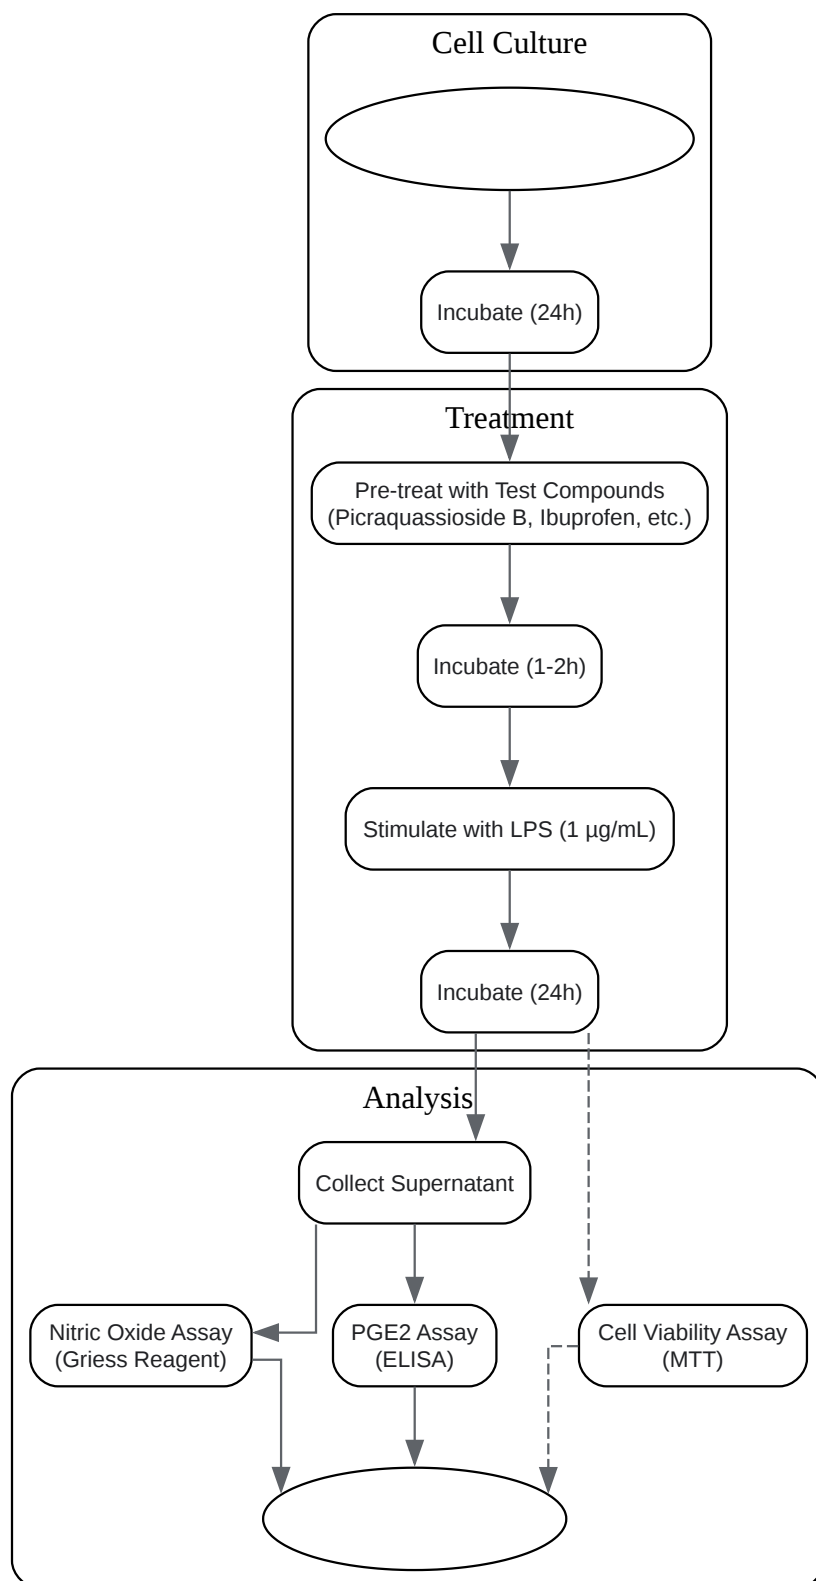 Cell Culture
Incubate (24h)
Treatment
Pre-treat with Test Compounds
(Picraquassioside B, Ibuprofen, etc.)
Incubate (1-2h)
Stimulate with LPS (1 µg/mL)
Incubate (24h)
Analysis
Collect Supernatant
Nitric Oxide Assay
(Griess Reagent)
PGE2 Assay
(ELISA)
Cell Viability Assay
(MTT)